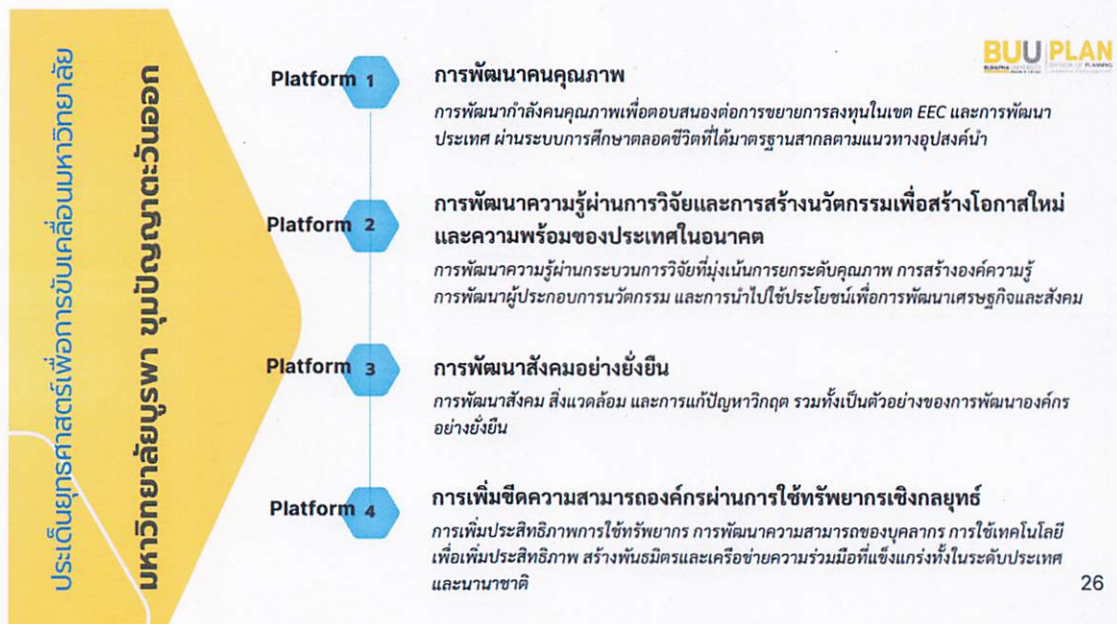 ประเด็นยุทธศาสตร์เพื่อการขับเคลื่อนมหาวิทยาลัย
มหาวิทยาลัยบูรพา ขุมปัญญาตะวันออก
BUU PLAN
Platform 1
การพัฒนาคนคุณภาพ
การพัฒนากำลังคนคุณภาพเพื่อตอบสนองต่อการขยายการลงทุนในเขต EEC และการพัฒนา
ประเทศ ผ่านระบบการศึกษาตลอดชีวิตที่ได้มาตรฐานสากลตามแนวทางอุปสงค์นำ
Platform 2
การพัฒนาความรู้ผ่านการวิจัยและการสร้างนวัตกรรมเพื่อสร้างโอกาสใหม่
และความพร้อมของประเทศในอนาคต
การพัฒนาความรู้ผ่านกระบวนการวิจัยที่มุ่งเน้นการยกระดับคุณภาพ การสร้างองค์ความรู้
การพัฒนาผู้ประกอบการนวัตกรรม และการนำไปใช้ประโยชน์เพื่อการพัฒนาเศรษฐกิจและสังคม
Platform 3
การพัฒนาสังคมอย่างยั่งยืน
การพัฒนาสังคม สิ่งแวดล้อม และการแก้ปัญหาวิกฤต รวมทั้งเป็นตัวอย่างของการพัฒนาองค์กร
อย่างยั่งยืน
Platform 4
การเพิ่มขีดความสามารถองค์กรผ่านการใช้ทรัพยากรเชิงกลยุทธ์
การเพิ่มประสิทธิภาพการใช้ทรัพยากร การพัฒนาความสามารถของบุคลากร การใช้เทคโนโลยี
เพื่อเพิ่มประสิทธิภาพ สร้างพันธมิตรและเครือข่ายความร่วมมือที่แข็งแกร่งทั้งในระดับประเทศ
และนานาชาติ
26